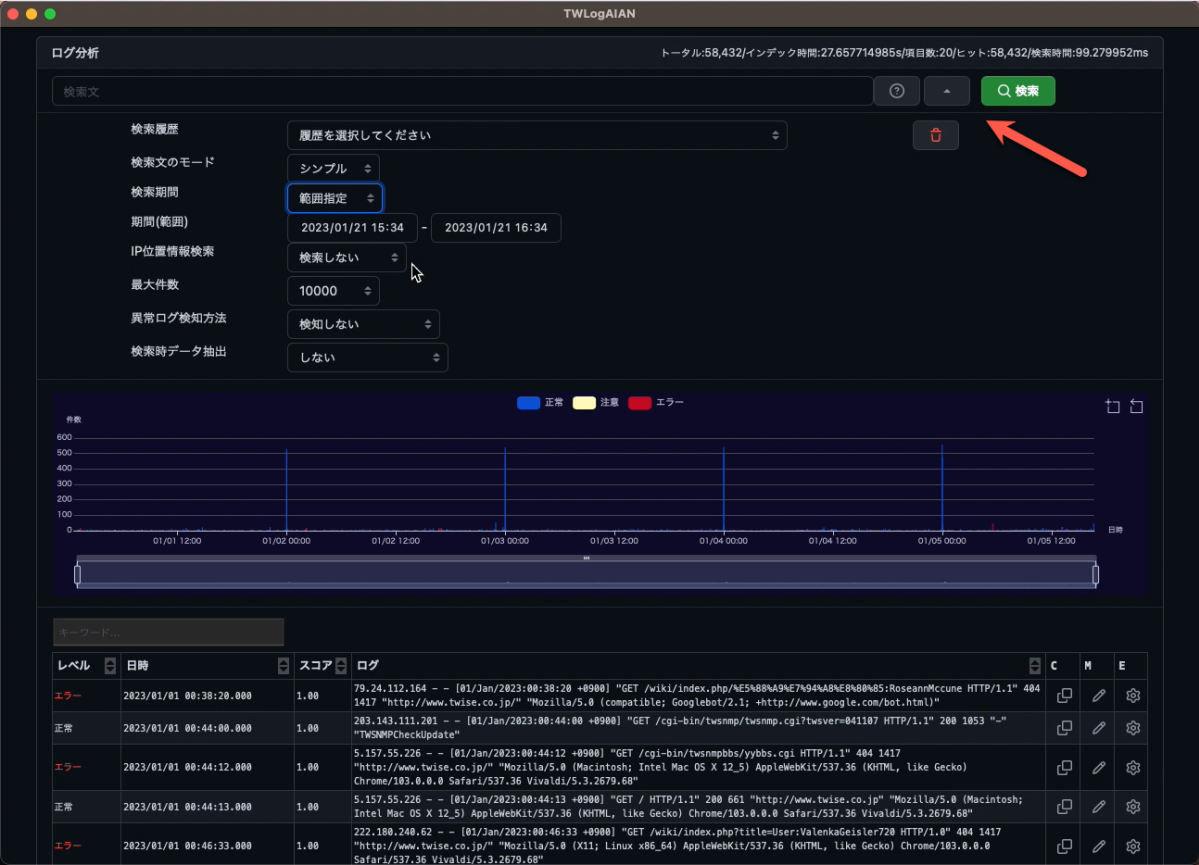 TWLogAIAN
ログ分析
トータル:58,432/インデック時間:27.657714985s/項目数:20/ヒット:58,432/検索時間:99.279952ms
検索文
検索
検索履歴
履歴を選択してください
検索文のモード
シンプル
検索期間
範囲指定
期間(範囲)
2023/01/21 15:34 - 2023/01/21 16:34
IP位置情報検索
検索しない
最大件数
10000
異常ログ検知方法
検知しない
検索時データ抽出
しない
正常 注意 エラー
件数
600
500
400
300
200
100
0
日時
01/01 12:00 01/02 00:00 01/02 12:00 01/03 00:00 01/03 12:00 01/04 00:00 01/04 12:00 01/05 00:00 01/05 12:00
キーワード...
レベル 日時 スコア ログ C M E
エラー 2023/01/01 00:38:20.000 1.00
79.24.112.164 - - [01/Jan/2023:00:38:20 +0900] "GET /wiki/index.php/%E5%88%A9%E7%94%A8%E8%80%85:RoseannMccune HTTP/1.1" 404
1417 "http://www.twise.co.jp/" "Mozilla/5.0 (compatible; Googlebot/2.1; +http://www.google.com/bot.html)"
正常 2023/01/01 00:44:00.000 1.00
203.143.111.201 - - [01/Jan/2023:00:44:00 +0900] "GET /cgi-bin/twsnmp/twsnmp.cgi?twsver=041107 HTTP/1.1" 200 1053 "-"
"TWSNMPCheckUpdate"
エラー 2023/01/01 00:44:12.000 1.00
5.157.55.226 - - [01/Jan/2023:00:44:12 +0900] "GET /cgi-bin/twsnmpbbs/yybbs.cgi HTTP/1.1" 404 1417
"http://www.twise.co.jp/" "Mozilla/5.0 (Macintosh; Intel Mac OS X 12_5) AppleWebKit/537.36 (KHTML, like Gecko)
Chrome/103.0.0.0 Safari/537.36 Vivaldi/5.3.2679.68"
正常 2023/01/01 00:44:13.000 1.00
5.157.55.226 - - [01/Jan/2023:00:44:13 +0900] "GET / HTTP/1.1" 200 661 "http://www.twise.co.jp" "Mozilla/5.0 (Macintosh;
Intel Mac OS X 12_5) AppleWebKit/537.36 (KHTML, like Gecko) Chrome/103.0.0.0 Safari/537.36 Vivaldi/5.3.2679.68"
エラー 2023/01/01 00:46:33.000 1.00
222.180.240.62 - - [01/Jan/2023:00:46:33 +0900] "GET /wiki/index.php?title=User:ValenkaGeisler720 HTTP/1.0" 404 1417
"http://www.twise.co.jp/" "Mozilla/5.0 (X11; Linux x86_64) AppleWebKit/537.36 (KHTML, like Gecko) Chrome/103.0.0.0
Safari/537.36 Vivaldi/5.3.2679.68"